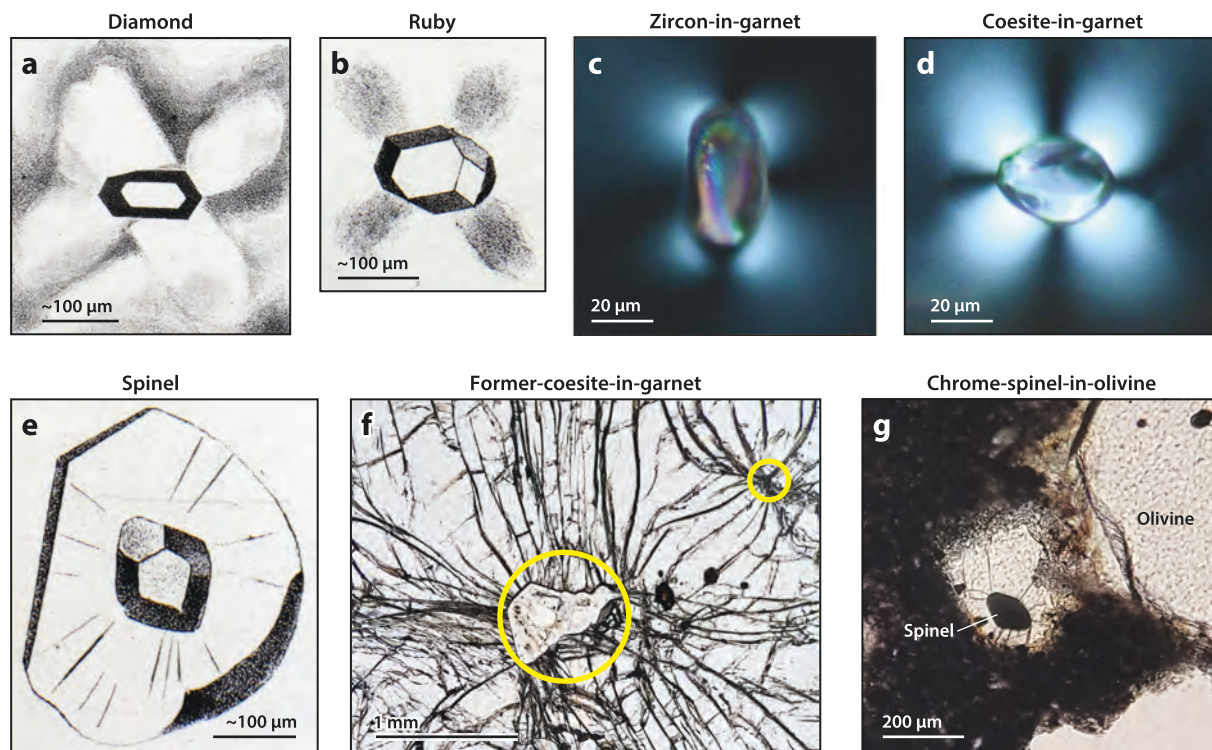 Diamond
Ruby
Zircon-in-garnet
Coesite-in-garnet
a
b
c
d
~100 µm
~100 µm
20 µm
20 µm
Spinel
Former-coesite-in-garnet
Chrome-spinel-in-olivine
e
f
g
Olivine
Spinel
~100 µm
1 mm
200 µm